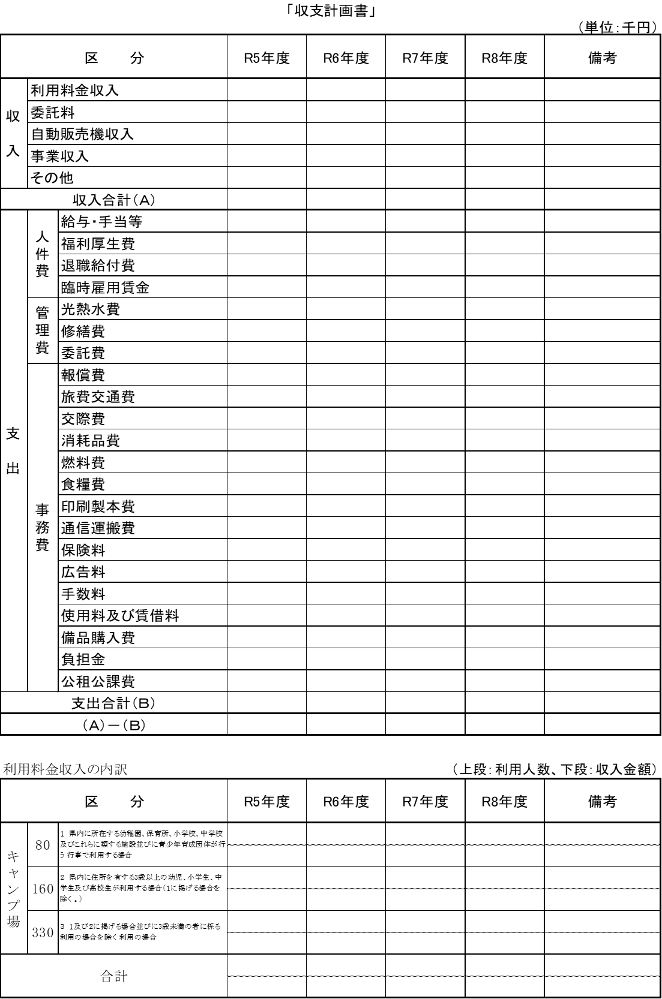 「収支計画書」
（単位：千円）
区　　分 R5年度 R6年度 R7年度 R8年度 備考
収入
利用料金収入
委託料
自動販売機収入
事業収入
その他
収入合計（A）
支出
人件費
給与・手当等
福利厚生費
退職給付費
臨時雇用賃金
管理費
光熱水費
修繕費
委託費
事務費
報償費
旅費交通費
交際費
消耗品費
燃料費
食糧費
印刷製本費
通信運搬費
保険料
広告料
手数料
使用料及び賃借料
備品購入費
負担金
公租公課費
支出合計（B）
（A）－（B）
利用料金収入の内訳 （上段：利用人数、下段：収入金額）
区　　分 R5年度 R6年度 R7年度 R8年度 備考
キャンプ場
80
1 県内に所在する幼稚園、保育所、小学校、中学校
及びこれらに類する施設並びに青少年育成団体が行
う行事で利用する場合
160
2 県内に住所を有する3歳以上の幼児、小学生、中
学生及び高校生が利用する場合（1に掲げる場合を
除く。）
330
3 1及び2に掲げる場合並びに3歳未満の者に係る
利用の場合を除く利用の場合
合計